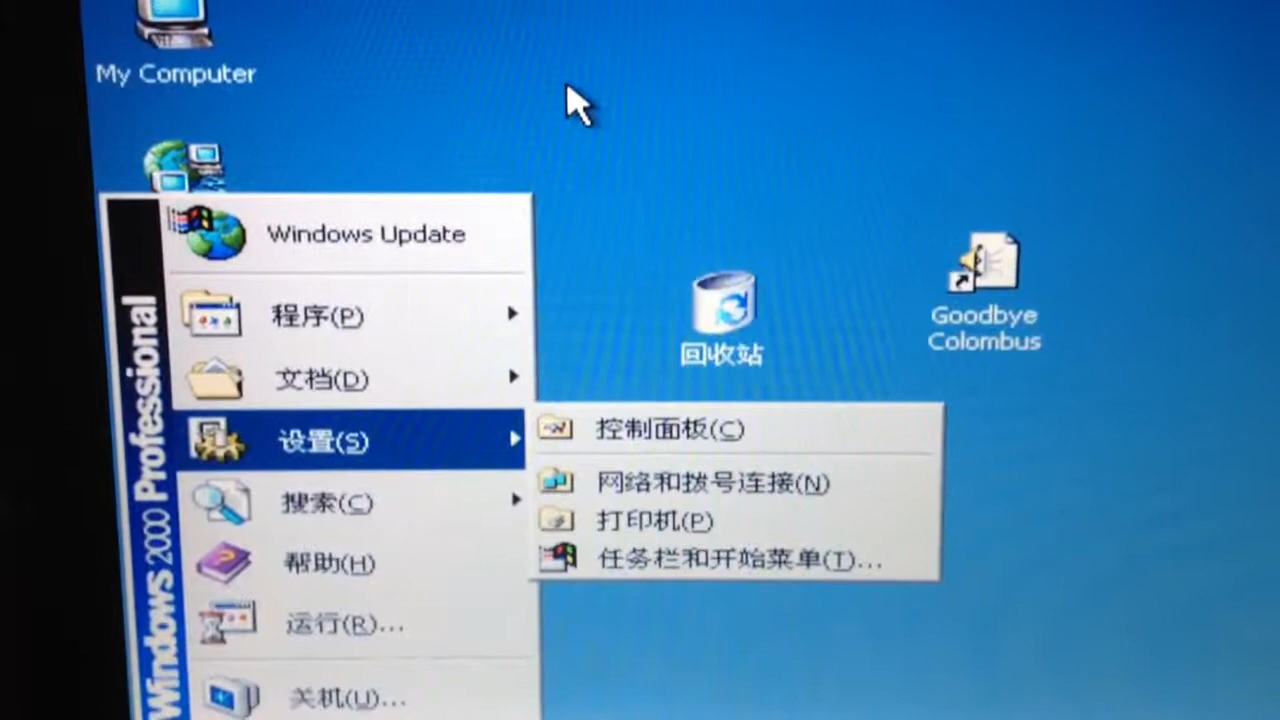 My Computer
Windows Update
程序(P)
文档(D)
设置(S)
搜索(C)
帮助(H)
运行(R)...
关机(U)...
Windows 2000 Professional
控制面板(C)
网络和拨号连接(N)
打印机(P)
任务栏和开始菜单(T)...
回收站
Goodbye
Colombus